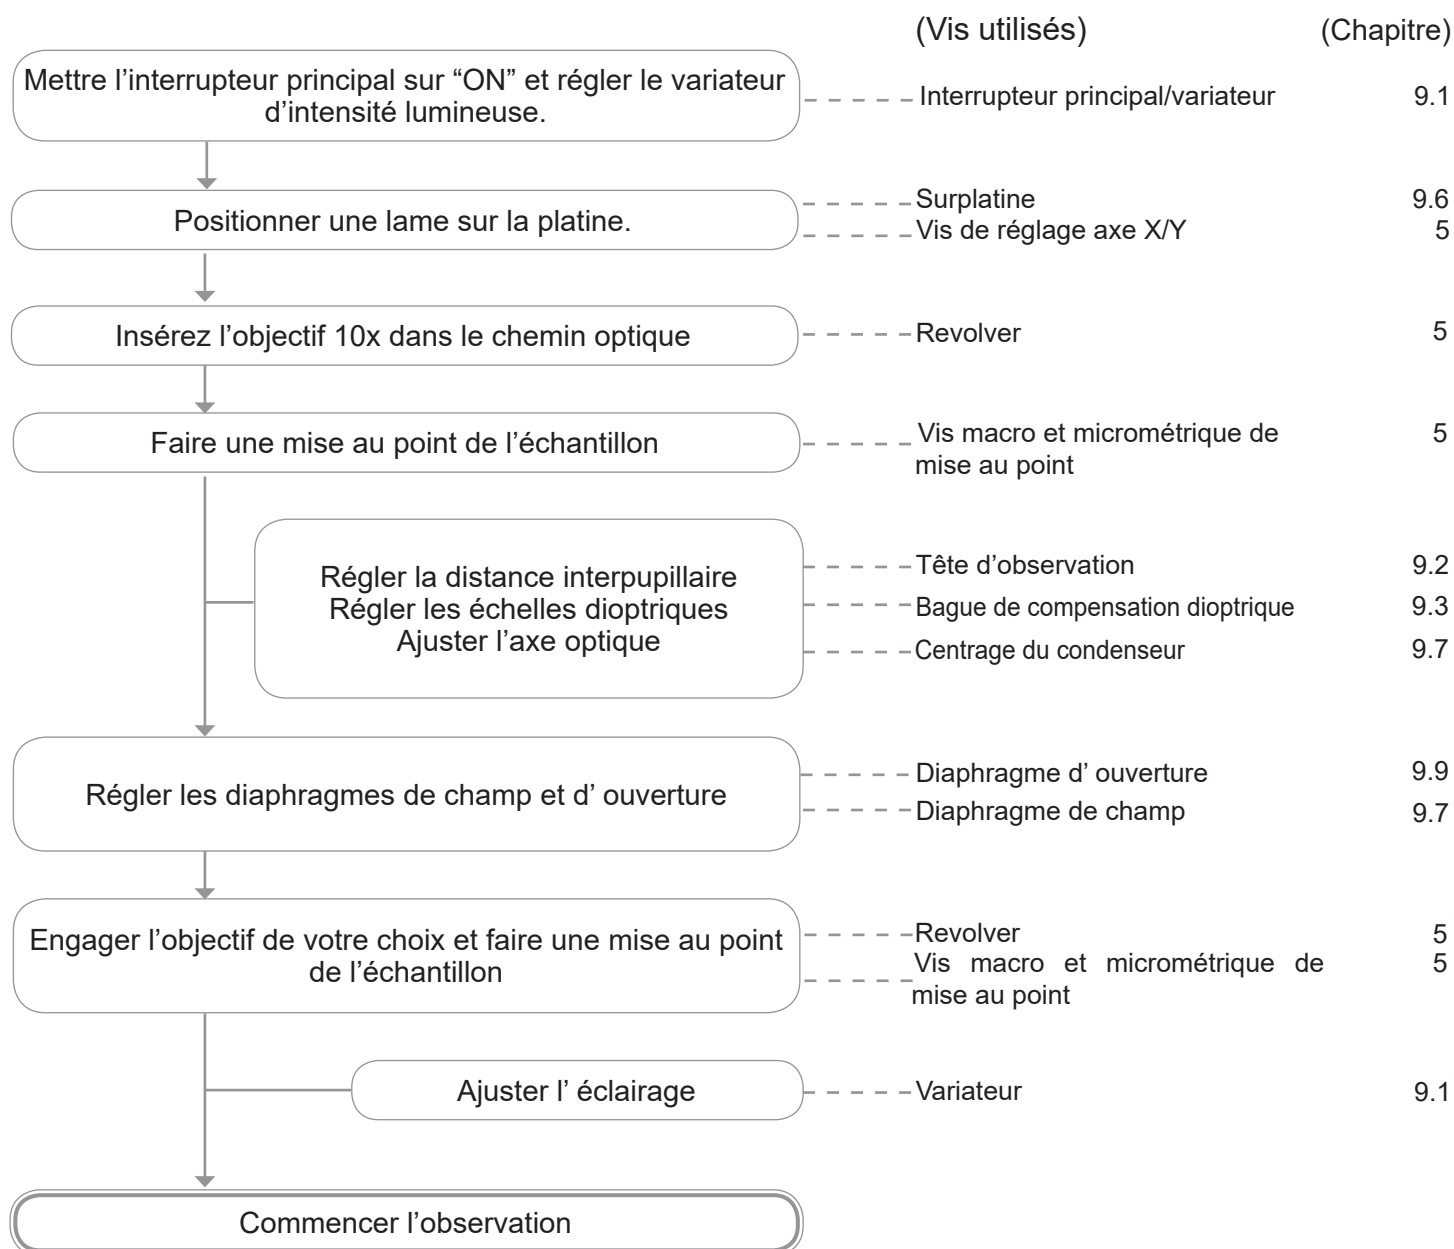 (Vis utilisés) (Chapitre)
Mettre l’interrupteur principal sur “ON” et régler le variateur
d’intensité lumineuse.
Interrupteur principal/variateur 9.1
Positionner une lame sur la platine.
Surplatine 9.6
Vis de réglage axe X/Y 5
Insérez l’objectif 10x dans le chemin optique
Revolver 5
Faire une mise au point de l’échantillon
Vis macro et micrométrique de 5
mise au point
Régler la distance interpupillaire
Régler les échelles dioptriques
Ajuster l’axe optique
Tête d’observation 9.2
Bague de compensation dioptrique 9.3
Centrage du condenseur 9.7
Régler les diaphragmes de champ et d’ ouverture
Diaphragme d’ ouverture 9.9
Diaphragme de champ 9.7
Engager l’objectif de votre choix et faire une mise au point
de l’échantillon
Revolver 5
Vis macro et micrométrique de 5
mise au point
Ajuster l’ éclairage
Variateur 9.1
Commencer l’observation